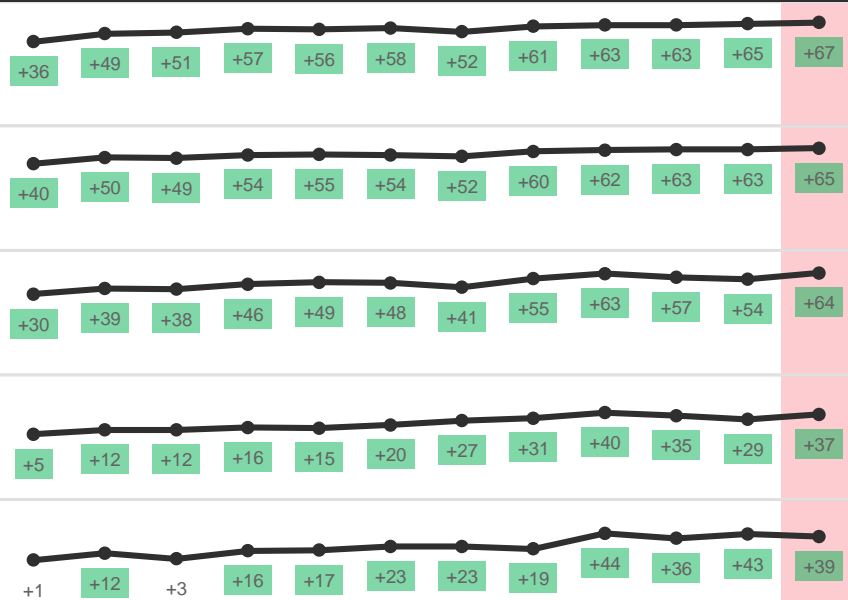 +36 +49 +51 +57 +56 +58 +52 +61 +63 +63 +65 +67
+40 +50 +49 +54 +55 +54 +52 +60 +62 +63 +63 +65
+30 +39 +38 +46 +49 +48 +41 +55 +63 +57 +54 +64
+5 +12 +12 +16 +15 +20 +27 +31 +40 +35 +29 +37
+1 +12 +3 +16 +17 +23 +23 +19 +44 +36 +43 +39